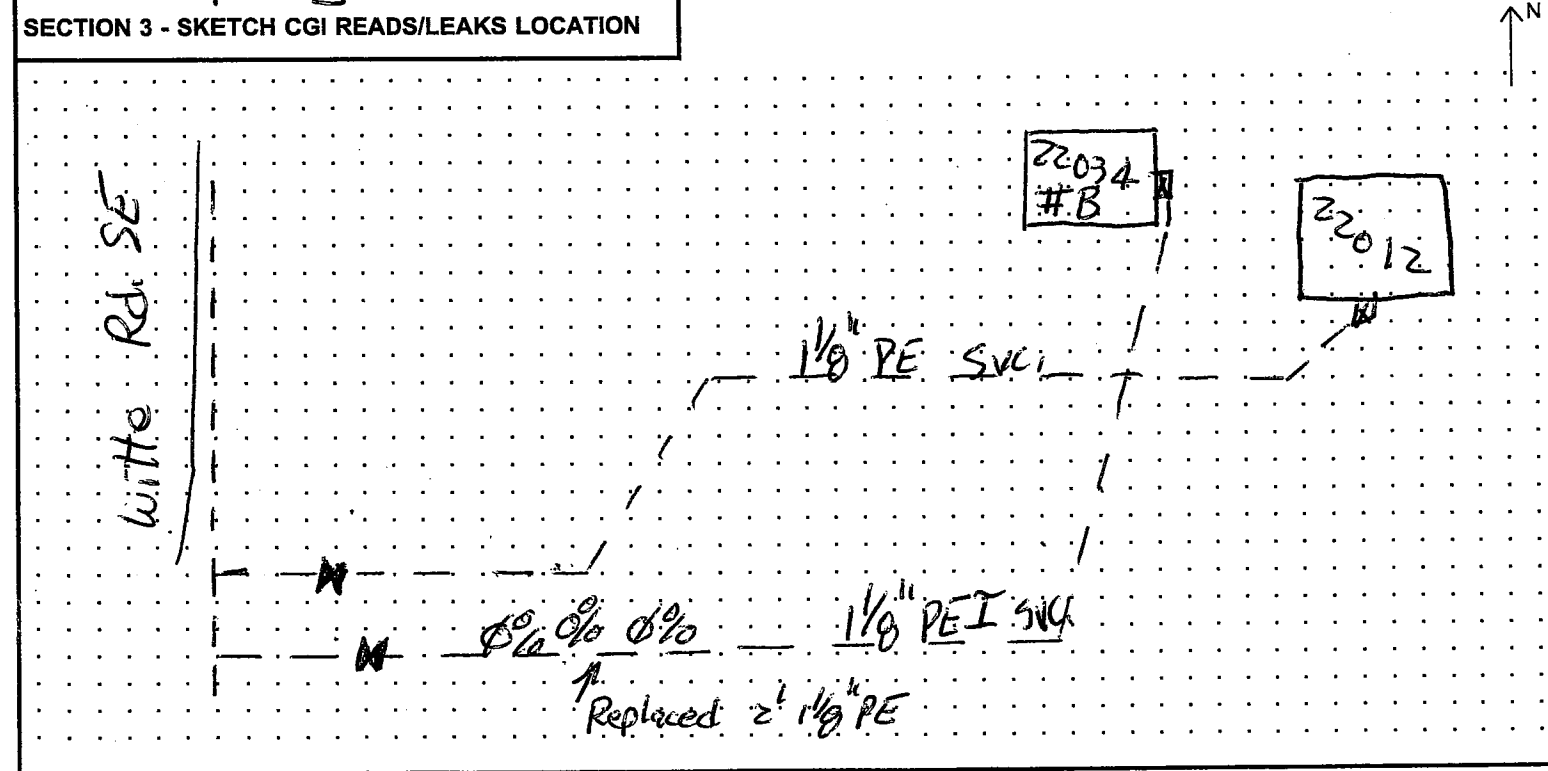 SECTION 3 - SKETCH CGI READS/LEAKS LOCATION
N
22034
#B
22012
Witte Rd. SE
1 1/8" PE Svc.
0% 0% 0%
1 1/8" PE I SVC
Replaced 2' 1 1/8" PE